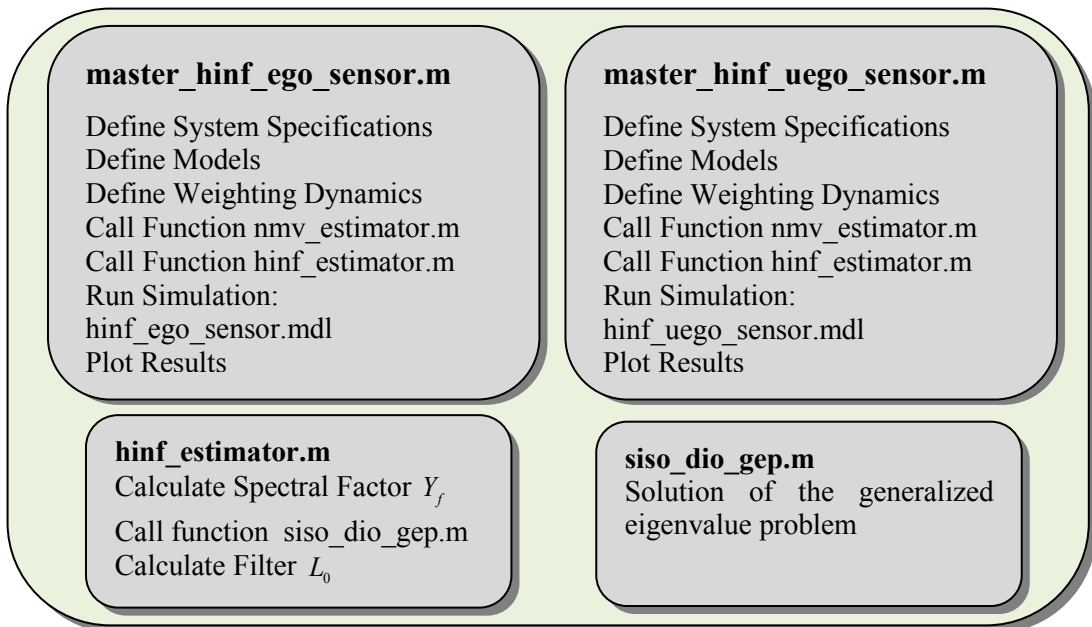 master_hinf_ego_sensor.m
Define System Specifications
Define Models
Define Weighting Dynamics
Call Function nmv_estimator.m
Call Function hinf_estimator.m
Run Simulation:
hinf_ego_sensor.mdl
Plot Results
master_hinf_uego_sensor.m
Define System Specifications
Define Models
Define Weighting Dynamics
Call Function nmv_estimator.m
Call Function hinf_estimator.m
Run Simulation:
hinf_uego_sensor.mdl
Plot Results
hinf_estimator.m
Calculate Spectral Factor Y_f
Call function siso_dio_gep.m
Calculate Filter L_0
siso_dio_gep.m
Solution of the generalized
eigenvalue problem